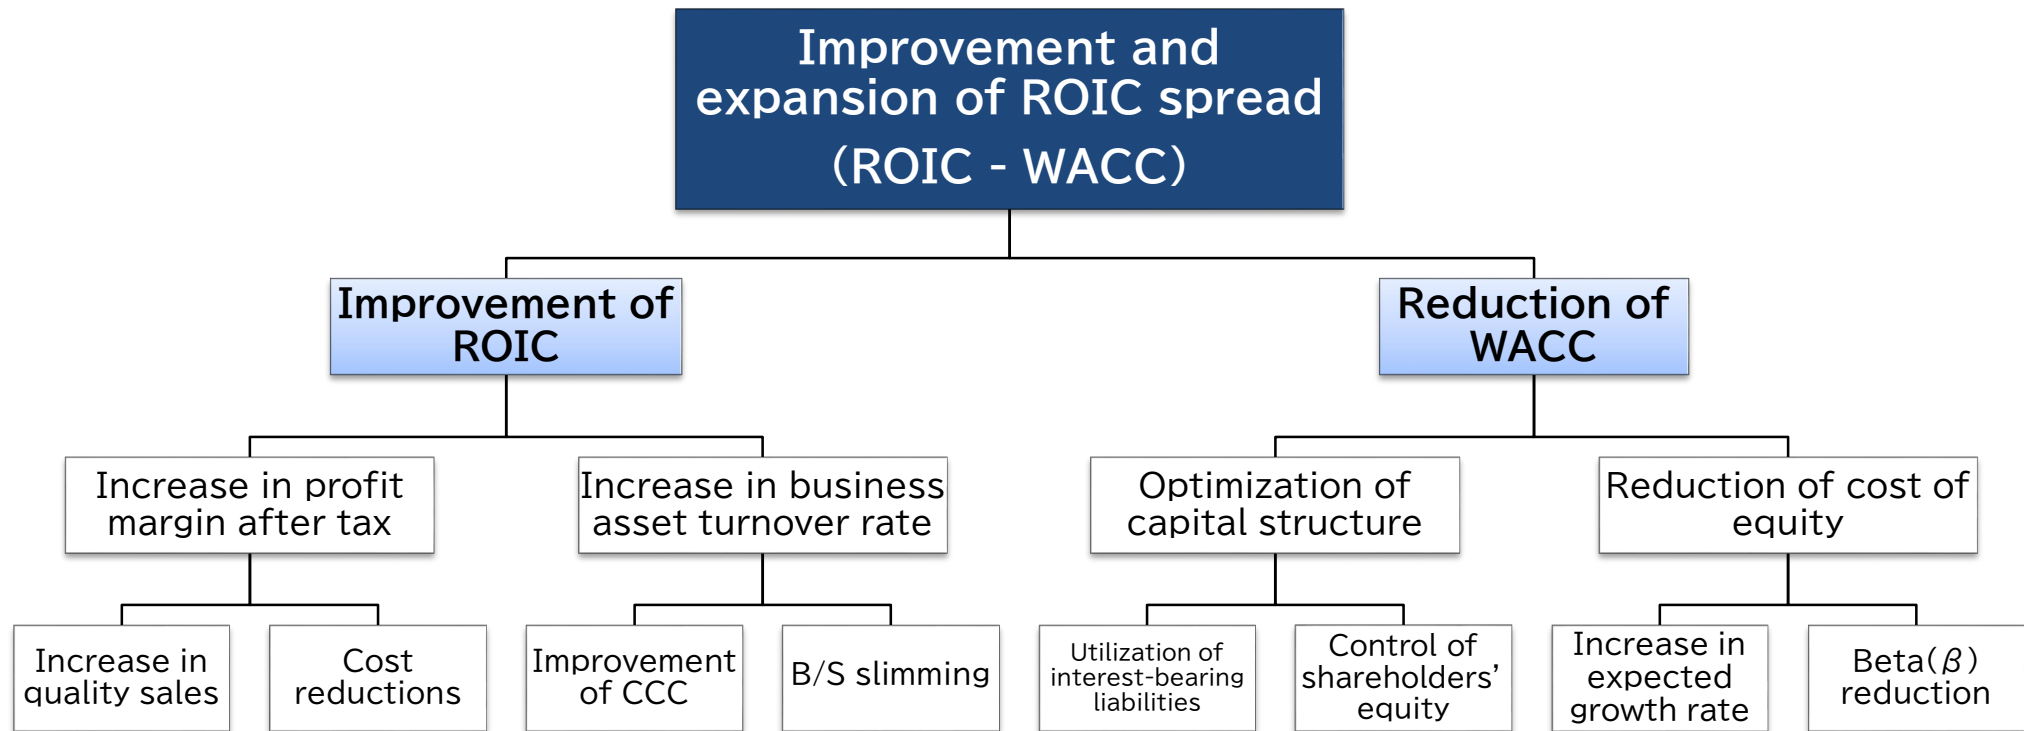 Improvement and
expansion of ROIC spread
(ROIC - WACC)
Improvement of
ROIC
Reduction of
WACC
Increase in profit
margin after tax
Increase in business
asset turnover rate
Optimization of
capital structure
Reduction of cost of
equity
Increase in
quality sales
Cost
reductions
Improvement
of CCC
B/S slimming
Utilization of
interest-bearing
liabilities
Control of
shareholders’
equity
Increase in
expected
growth rate
Beta(β)
reduction